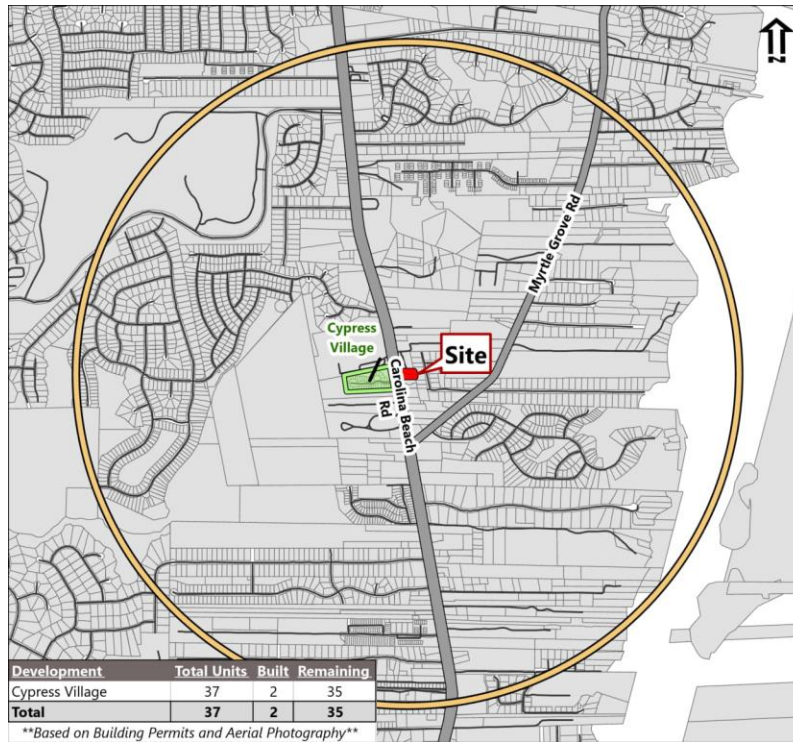 N
Myrtle Grove Rd
Cypress
Village
Site
Carolina Beach
Rd
Development Total Units Built Remaining
Cypress Village 37 2 35
Total 37 2 35
**Based on Building Permits and Aerial Photography**